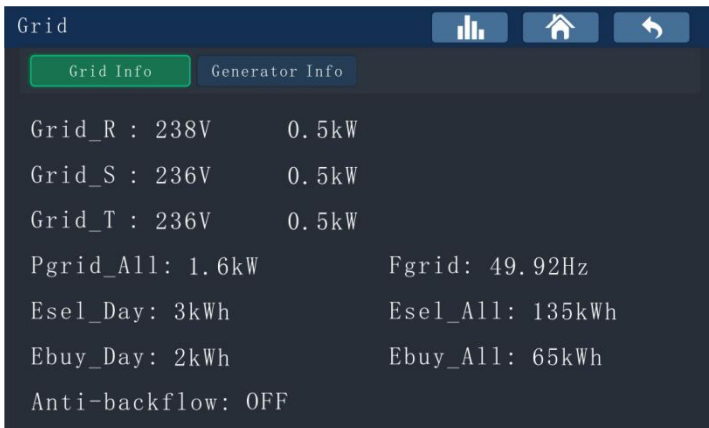 Grid
Grid Info Generator Info
Grid_R : 238V 0.5kW
Grid_S : 236V 0.5kW
Grid_T : 236V 0.5kW
Pgrid_All: 1.6kW Fgrid: 49.92Hz
Esel_Day: 3kWh Esel_All: 135kWh
Ebuy_Day: 2kWh Ebuy_All: 65kWh
Anti-backflow: OFF